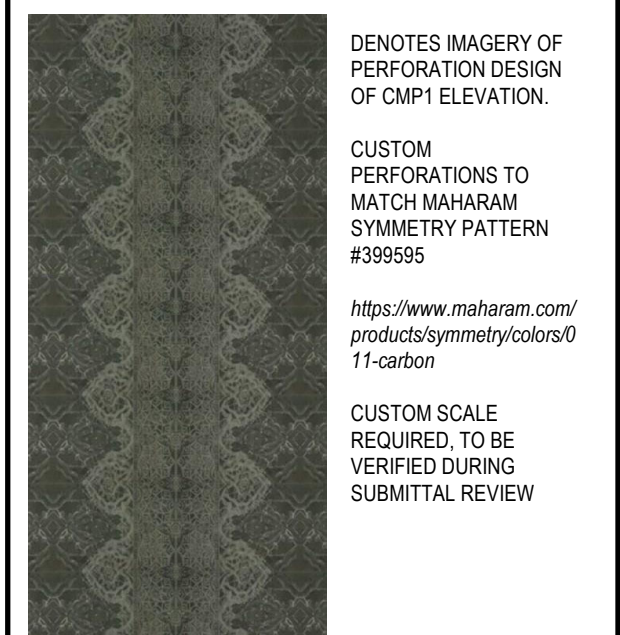 DENOTES IMAGERY OF
PERFORATION DESIGN
OF CMP1 ELEVATION.
CUSTOM
PERFORATIONS TO
MATCH MAHARAM
SYMMETRY PATTERN
#399595
https://www.maharam.com/
products/symmetry/colors/0
11-carbon
CUSTOM SCALE
REQUIRED, TO BE
VERIFIED DURING
SUBMITTAL REVIEW